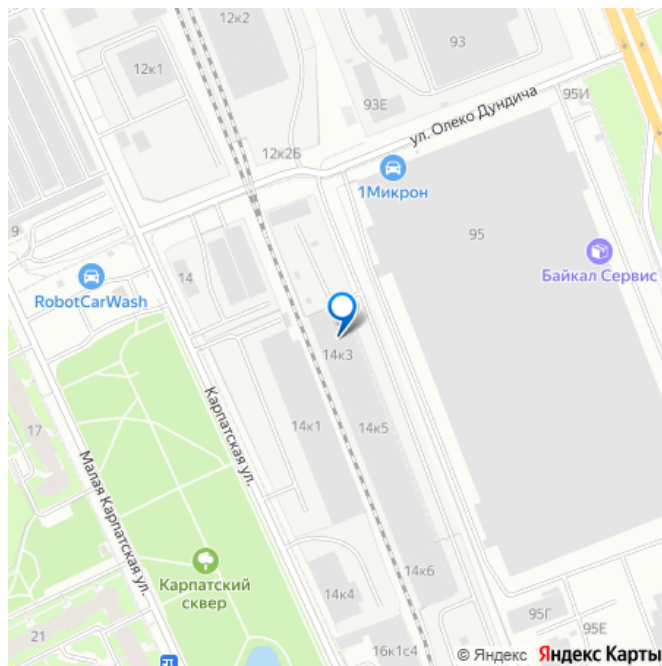 12к2
93
12к1
95И
93Е
ул. Олеко Дундича
12к2Б
1Микрон
9
95
14
Байкал Сервис
RobotCarWash
14к3
Карпатская ул.
14к1
14к5
17
Малая Карпатская ул.
14к6
Карпатский
сквер
14к4
95Г
95Е
21
16к1с4
© Яндекс Яндекс Карты